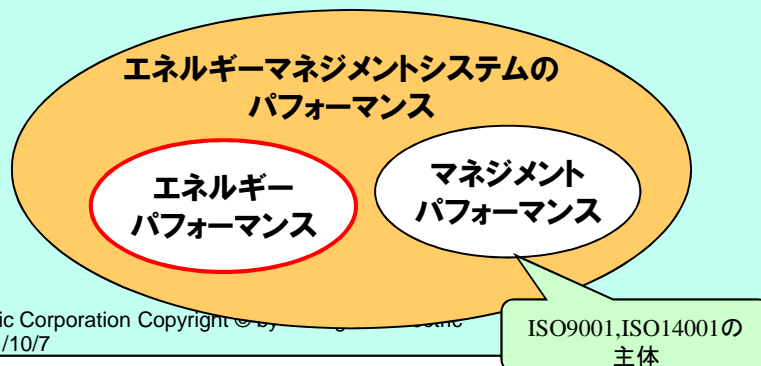 エネルギーマネジメントシステムの
パフォーマンス
エネルギー
パフォーマンス
マネジメント
パフォーマンス
ic Corporation Copyright © by
/10/7
ISO9001,ISO14001の
主体